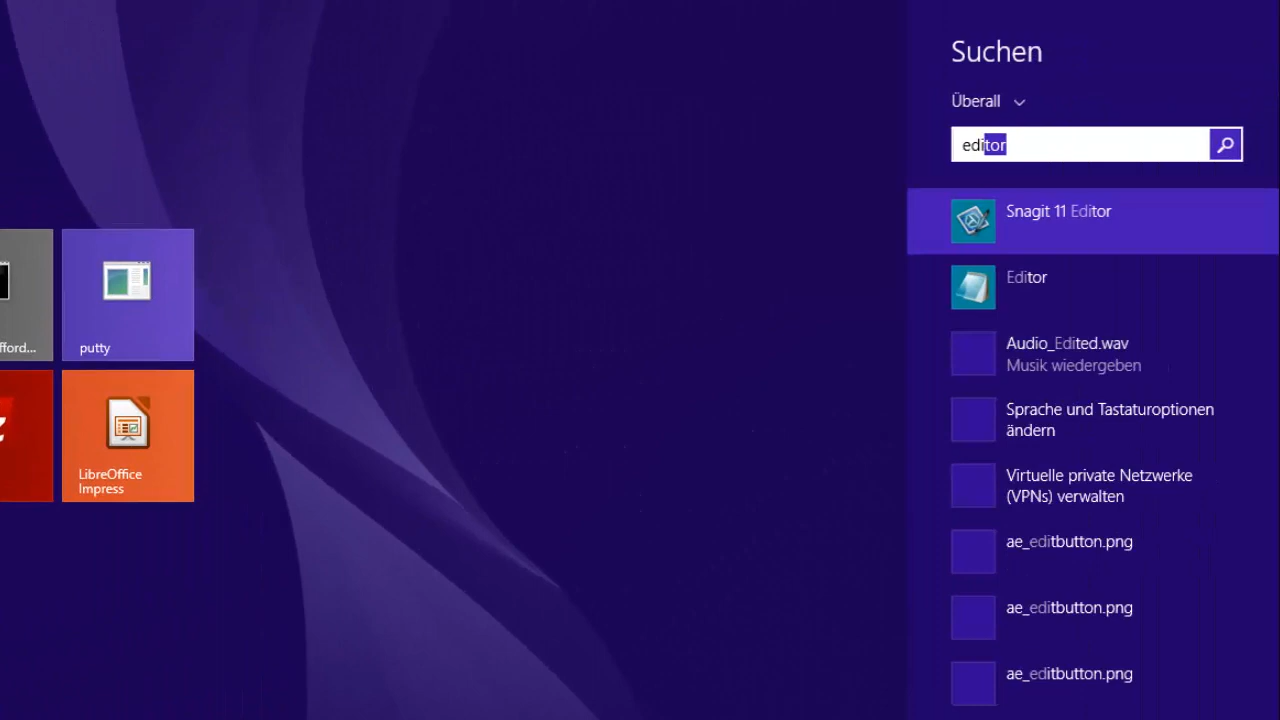 Suchen
Überall
editor
Snagit 11 Editor
Editor
Audio_Edited.wav
Musik wiedergeben
Sprache und Tastaturoptionen
ändern
Virtuelle private Netzwerke
(VPNs) verwalten
ae_editbutton.png
ae_editbutton.png
ae_editbutton.png
fford...
putty
LibreOffice
Impress